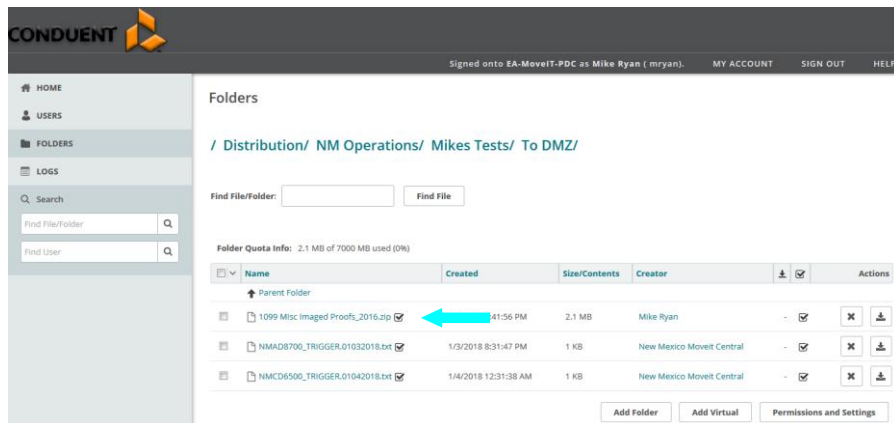 CONDUENT
Signed onto EA-MoveIT-PDC as Mike Ryan ( mryan). MY ACCOUNT SIGN OUT HELP
HOME
USERS
FOLDERS
LOGS
Search
Find File/Folder
Find User
Folders
/ Distribution/ NM Operations/ Mikes Tests/ To DMZ/
Find File/Folder: Find File
Folder Quota Info: 2.1 MB of 7000 MB used (0%)
Name Created Size/Contents Creator Actions
Parent Folder
1099 Misc Imaged Proofs_2016.zip :41:56 PM 2.1 MB Mike Ryan -
NMAD8700_TRIGGER.01032018.txt 1/3/2018 8:31:47 PM 1 KB New Mexico Moveit Central -
NMCD6500_TRIGGER.01042018.txt 1/4/2018 12:31:38 AM 1 KB New Mexico Moveit Central -
Add Folder Add Virtual Permissions and Settings